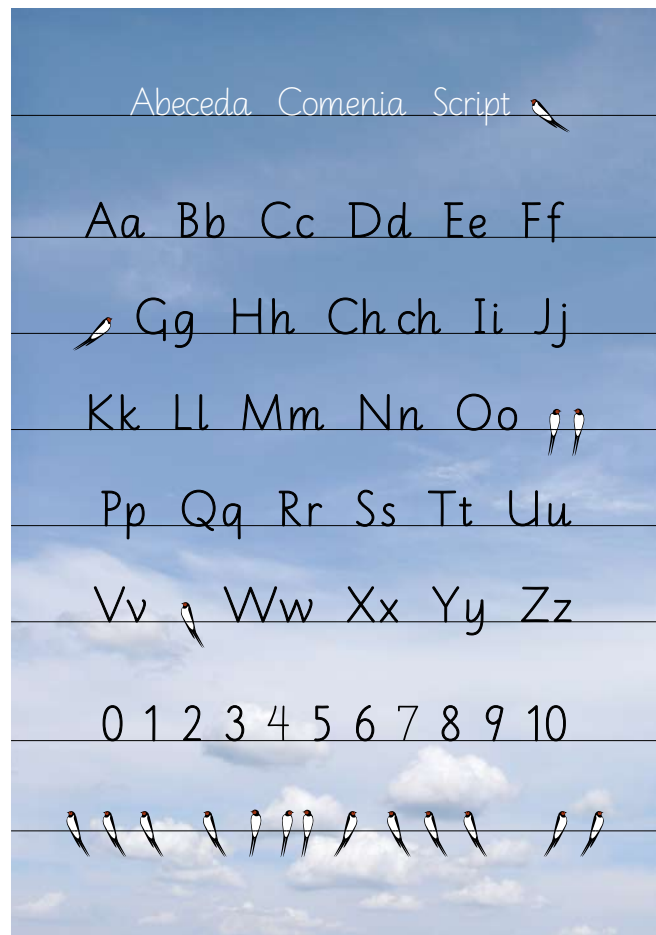 Abeceda Comenia Script
Aa Bb Cc Dd Ee Ff
Gg Hh Ch ch Ii Jj
Kk Ll Mm Nn Oo
Pp Qq Rr Ss Tt Uu
Vv Ww Xx Yy Zz
0 1 2 3 4 5 6 7 8 9 10